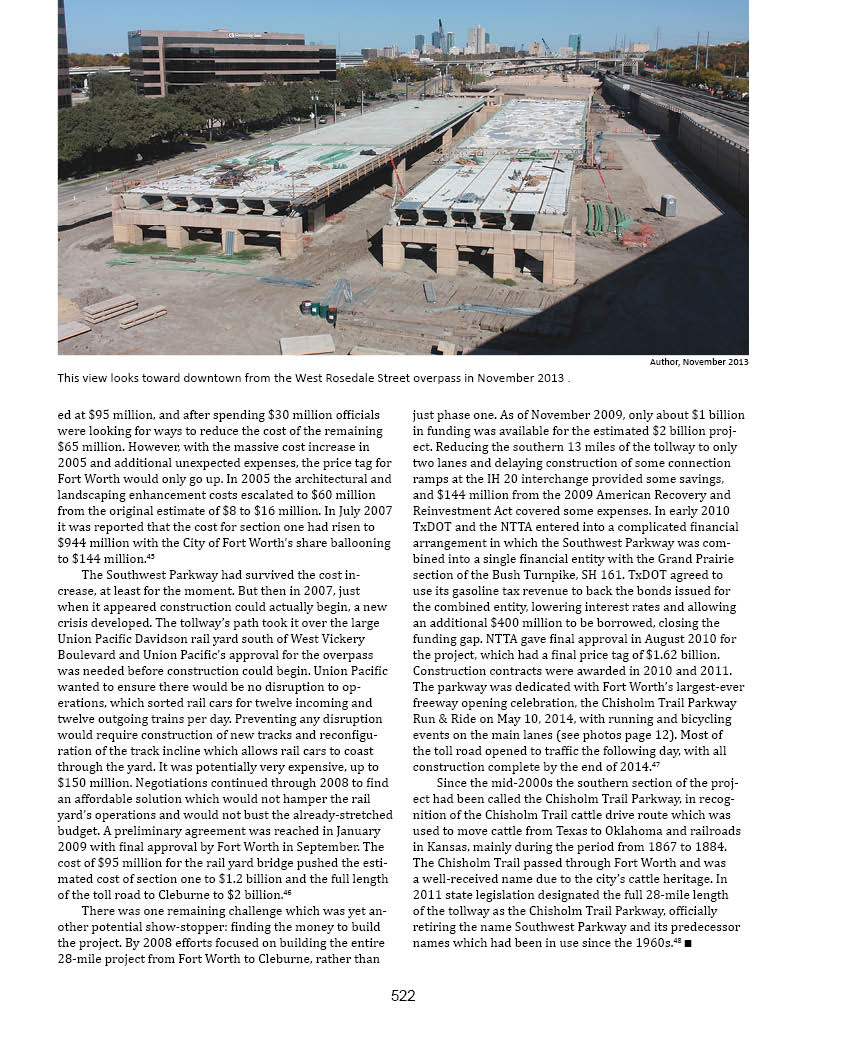 Author, November 2013
This view looks toward downtown from the West Rosedale Street overpass in November 2013 .
ed at $95 million, and after spending $30 million officials
were looking for ways to reduce the cost of the remaining
$65 million. However, with the massive cost increase in
2005 and additional unexpected expenses, the price tag for
Fort Worth would only go up. In 2005 the architectural and
landscaping enhancement costs escalated to $60 million
from the original estimate of $8 to $16 million. In July 2007
it was reported that the cost for section one had risen to
$944 million with the City of Fort Worth's share ballooning
to $144 million.⁴⁵
The Southwest Parkway had survived the cost in-
crease, at least for the moment. But then in 2007, just
when it appeared construction could actually begin, a new
crisis developed. The tollway's path took it over the large
Union Pacific Davidson rail yard south of West Vickery
Boulevard and Union Pacific's approval for the overpass
was needed before construction could begin. Union Pacific
wanted to ensure there would be no disruption to op-
erations, which sorted rail cars for twelve incoming and
twelve outgoing trains per day. Preventing any disruption
would require construction of new tracks and reconfigu-
ration of the track incline which allows rail cars to coast
through the yard. It was potentially very expensive, up to
$150 million. Negotiations continued through 2008 to find
an affordable solution which would not hamper the rail
yard's operations and would not bust the already-stretched
budget. A preliminary agreement was reached in January
2009 with final approval by Fort Worth in September. The
cost of $95 million for the rail yard bridge pushed the esti-
mated cost of section one to $1.2 billion and the full length
of the toll road to Cleburne to $2 billion.⁴⁶
There was one remaining challenge which was yet an-
other potential show-stopper: finding the money to build
the project. By 2008 efforts focused on building the entire
28-mile project from Fort Worth to Cleburne, rather than
just phase one. As of November 2009, only about $1 billion
in funding was available for the estimated $2 billion proj-
ect. Reducing the southern 13 miles of the tollway to only
two lanes and delaying construction of some connection
ramps at the IH 20 interchange provided some savings,
and $144 million from the 2009 American Recovery and
Reinvestment Act covered some expenses. In early 2010
TxDOT and the NTTA entered into a complicated financial
arrangement in which the Southwest Parkway was com-
bined into a single financial entity with the Grand Prairie
section of the Bush Turnpike, SH 161. TxDOT agreed to
use its gasoline tax revenue to back the bonds issued for
the combined entity, lowering interest rates and allowing
an additional $400 million to be borrowed, closing the
funding gap. NTTA gave final approval in August 2010 for
the project, which had a final price tag of $1.62 billion.
Construction contracts were awarded in 2010 and 2011.
The parkway was dedicated with Fort Worth's largest-ever
freeway opening celebration, the Chisholm Trail Parkway
Run & Ride on May 10, 2014, with running and bicycling
events on the main lanes (see photos page 12). Most of
the toll road opened to traffic the following day, with all
construction complete by the end of 2014.⁴⁷
Since the mid-2000s the southern section of the proj-
ect had been called the Chisholm Trail Parkway, in recog-
nition of the Chisholm Trail cattle drive route which was
used to move cattle from Texas to Oklahoma and railroads
in Kansas, mainly during the period from 1867 to 1884.
The Chisholm Trail passed through Fort Worth and was
a well-received name due to the city's cattle heritage. In
2011 state legislation designated the full 28-mile length
of the tollway as the Chisholm Trail Parkway, officially
retiring the name Southwest Parkway and its predecessor
names which had been in use since the 1960s.⁴⁸ ■
522